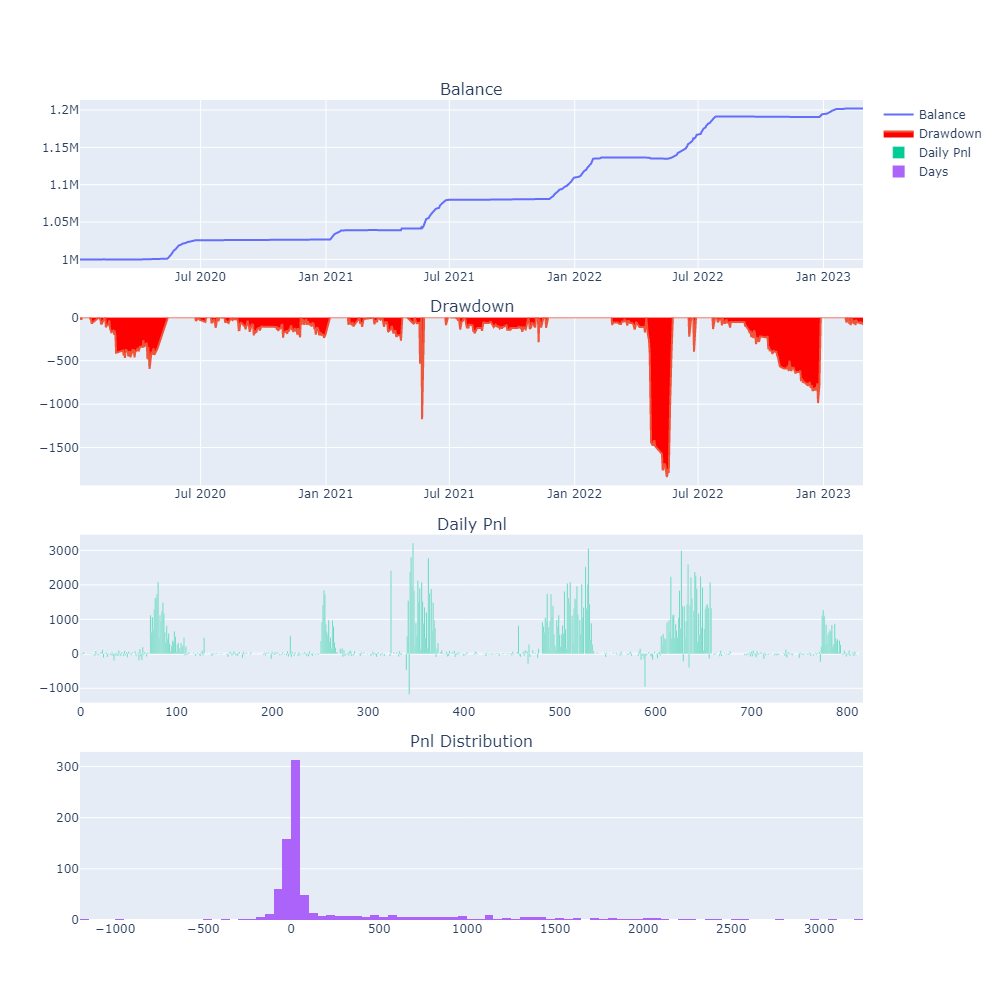 Balance
1.2M
1.15M
1.1M
1.05M
1M
Jul 2020 Jan 2021 Jul 2021 Jan 2022 Jul 2022 Jan 2023
Balance
Drawdown
Daily Pnl
Days
Drawdown
0
−500
−1000
−1500
Jul 2020 Jan 2021 Jul 2021 Jan 2022 Jul 2022 Jan 2023
Daily Pnl
3000
2000
1000
0
−1000
0 100 200 300 400 500 600 700 800
Pnl Distribution
300
200
100
0
−1000 −500 0 500 1000 1500 2000 2500 3000